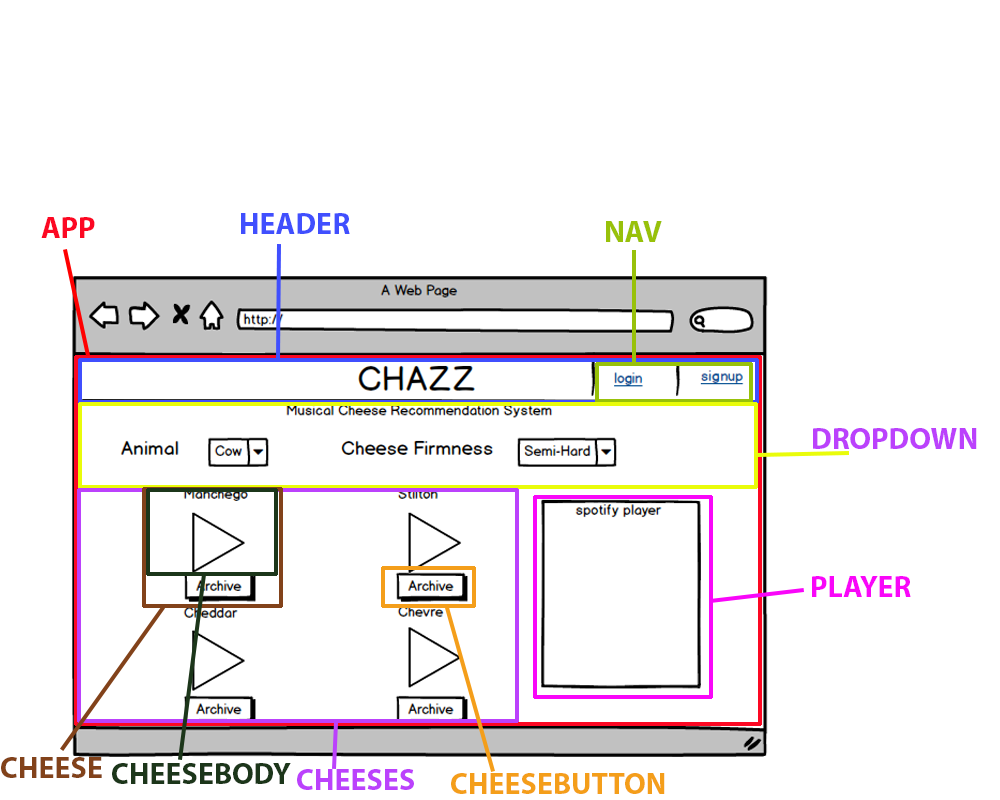 APP
HEADER
NAV
A Web Page
http://
CHAZZ
login
signup
Musical Cheese Recommendation System
Animal
Cow
Cheese Firmness
Semi-Hard
DROPDOWN
Manchego
Stilton
spotify player
Archive
Archive
PLAYER
Cheddar
Chevre
Archive
Archive
CHEESE
CHEESEBODY
CHEESES
CHEESEBUTTON